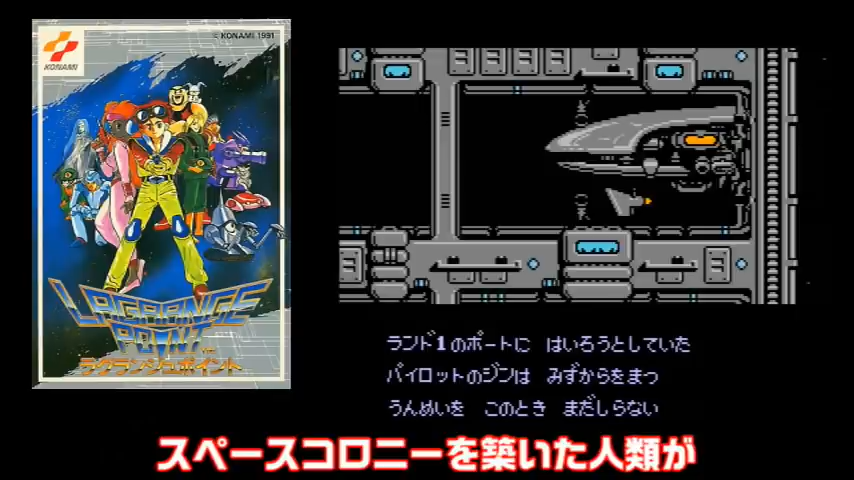 © KONAMI 1991
KONAMI
LAGRANGE
POINT
ラグランジュポイント
ランド1のポートに はいろうとしていた
パイロットのジンは みずからをまつ
うんめいを このとき まだしらない
スペースコロニーを築いた人類が